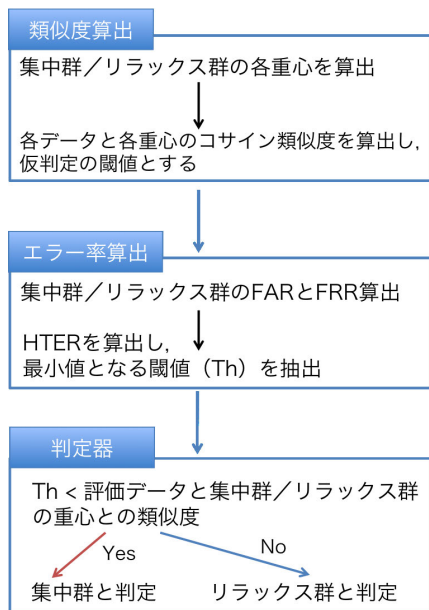 類似度算出
集中群／リラックス群の各重心を算出
各データと各重心のコサイン類似度を算出し,
仮判定の閾値とする
エラー率算出
集中群／リラックス群のFARとFRR算出
HTERを算出し,
最小値となる閾値（Th）を抽出
判定器
Th < 評価データと集中群／リラックス群
の重心との類似度
Yes
No
集中群と判定
リラックス群と判定